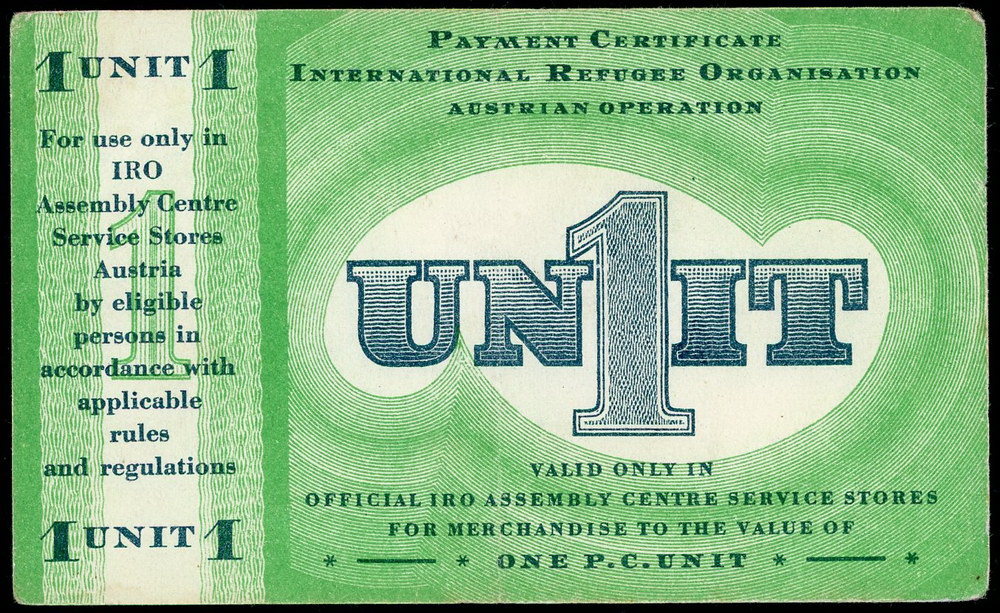 1 UNIT 1
For use only in
IRO
Assembly Centre
Service Stores
Austria
by eligible
persons in
accordance with
applicable
rules
and regulations
1
1 UNIT 1
PAYMENT CERTIFICATE
INTERNATIONAL REFUGEE ORGANISATION
AUSTRIAN OPERATION
UN1IT
VALID ONLY IN
OFFICIAL IRO ASSEMBLY CENTRE SERVICE STORES
FOR MERCHANDISE TO THE VALUE OF
* —— * ONE P.C.UNIT * —— *